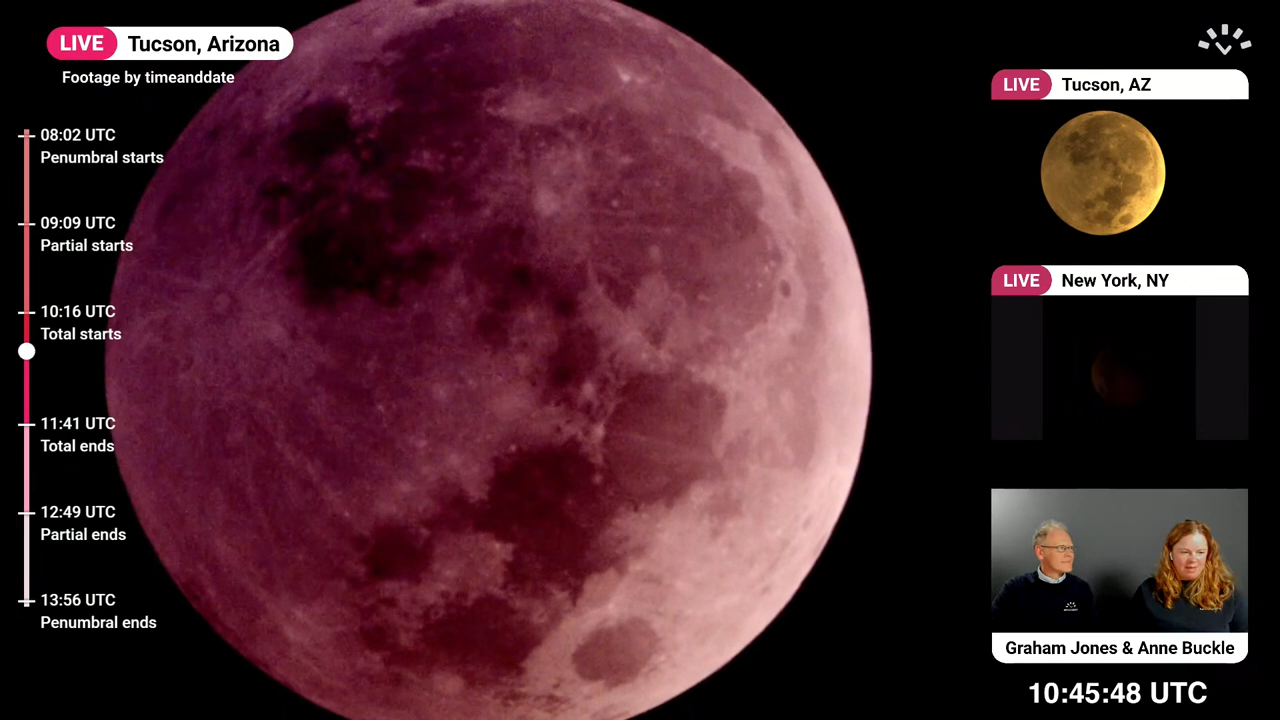 LIVE Tucson, Arizona
Footage by timeanddate
08:02 UTC
Penumbral starts
09:09 UTC
Partial starts
10:16 UTC
Total starts
11:41 UTC
Total ends
12:49 UTC
Partial ends
13:56 UTC
Penumbral ends
LIVE Tucson, AZ
LIVE New York, NY
Graham Jones & Anne Buckle
10:45:48 UTC